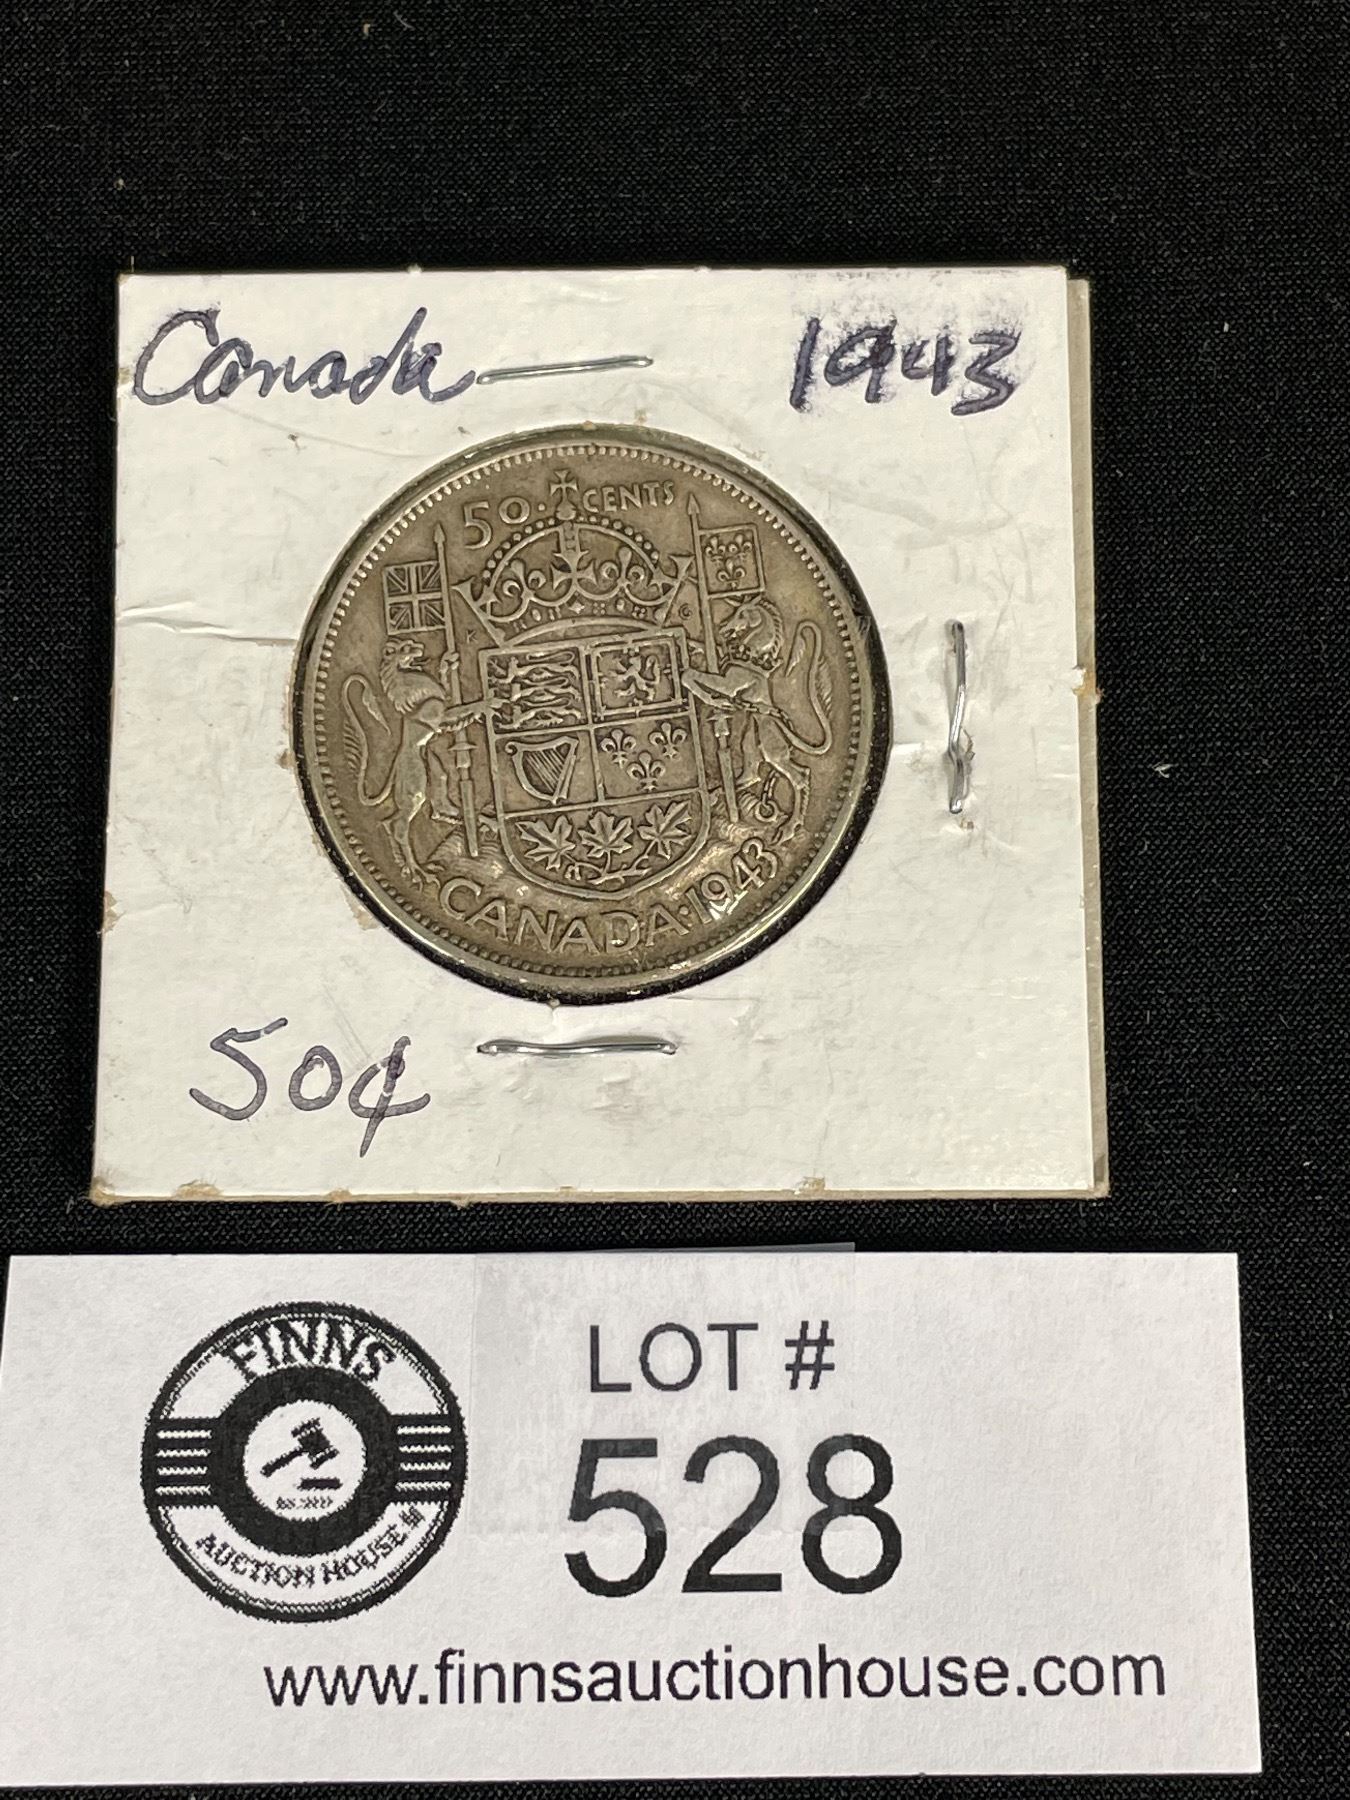 Canada 1943
50 · CENTS
K G
CANADA · 1943
50¢
FINNS
AUCTION HOUSE
LOT #
528
www.finnsauctionhouse.com